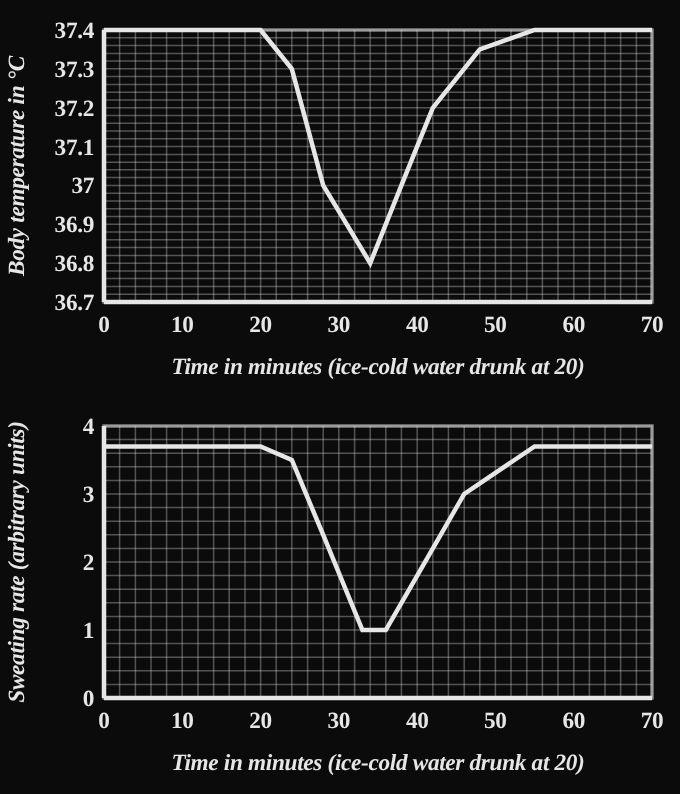 Body temperature in °C
37.4
37.3
37.2
37.1
37
36.9
36.8
36.7
0 10 20 30 40 50 60 70
Time in minutes (ice-cold water drunk at 20)
Sweating rate (arbitrary units)
4
3
2
1
0
0 10 20 30 40 50 60 70
Time in minutes (ice-cold water drunk at 20)